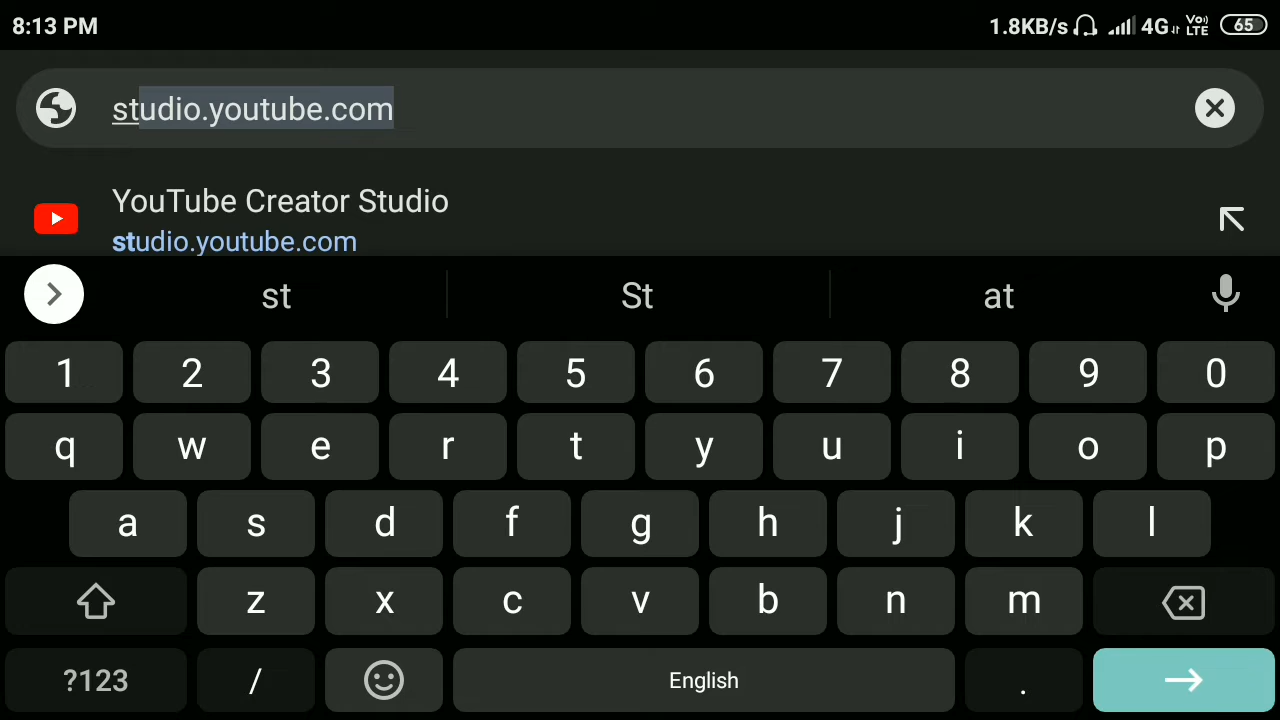 8:13 PM 1.8KB/s 4G Vo) LTE 65
studio.youtube.com
YouTube Creator Studio
studio.youtube.com
st St at
1 2 3 4 5 6 7 8 9 0
q w e r t y u i o p
a s d f g h j k l
z x c v b n m
?123 / English .